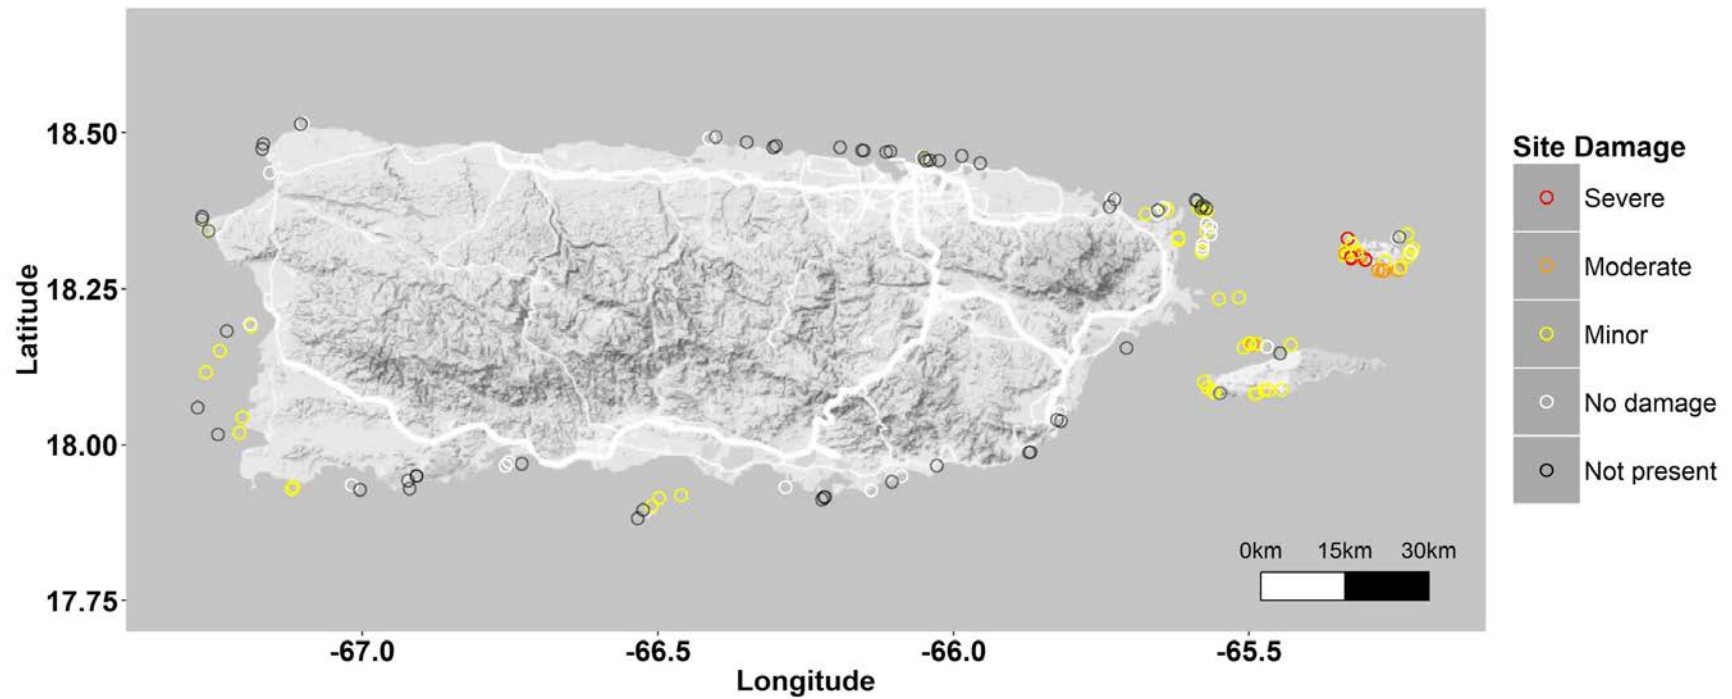 18.50
18.25
18.00
17.75
Latitude
-67.0
-66.5
-66.0
-65.5
Longitude
0km 15km 30km
Site Damage
Severe
Moderate
Minor
No damage
Not present